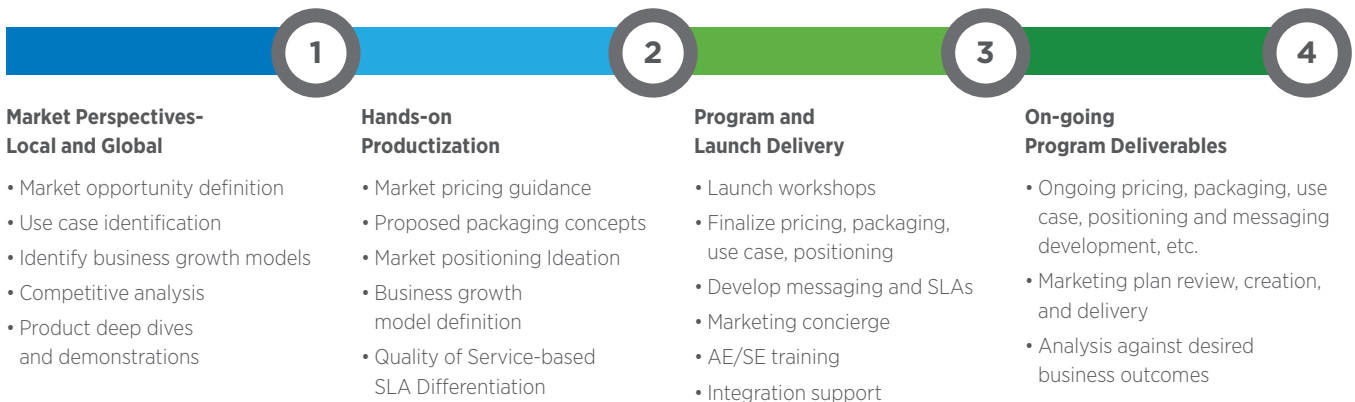 1
2
3
4
Market Perspectives-
Local and Global
• Market opportunity definition
• Use case identification
• Identify business growth models
• Competitive analysis
• Product deep dives
and demonstrations
Hands-on
Productization
• Market pricing guidance
• Proposed packaging concepts
• Market positioning Ideation
• Business growth
model definition
• Quality of Service-based
SLA Differentiation
Program and
Launch Delivery
• Launch workshops
• Finalize pricing, packaging,
use case, positioning
• Develop messaging and SLAs
• Marketing concierge
• AE/SE training
• Integration support
On-going
Program Deliverables
• Ongoing pricing, packaging, use
case, positioning and messaging
development, etc.
• Marketing plan review, creation,
and delivery
• Analysis against desired
business outcomes